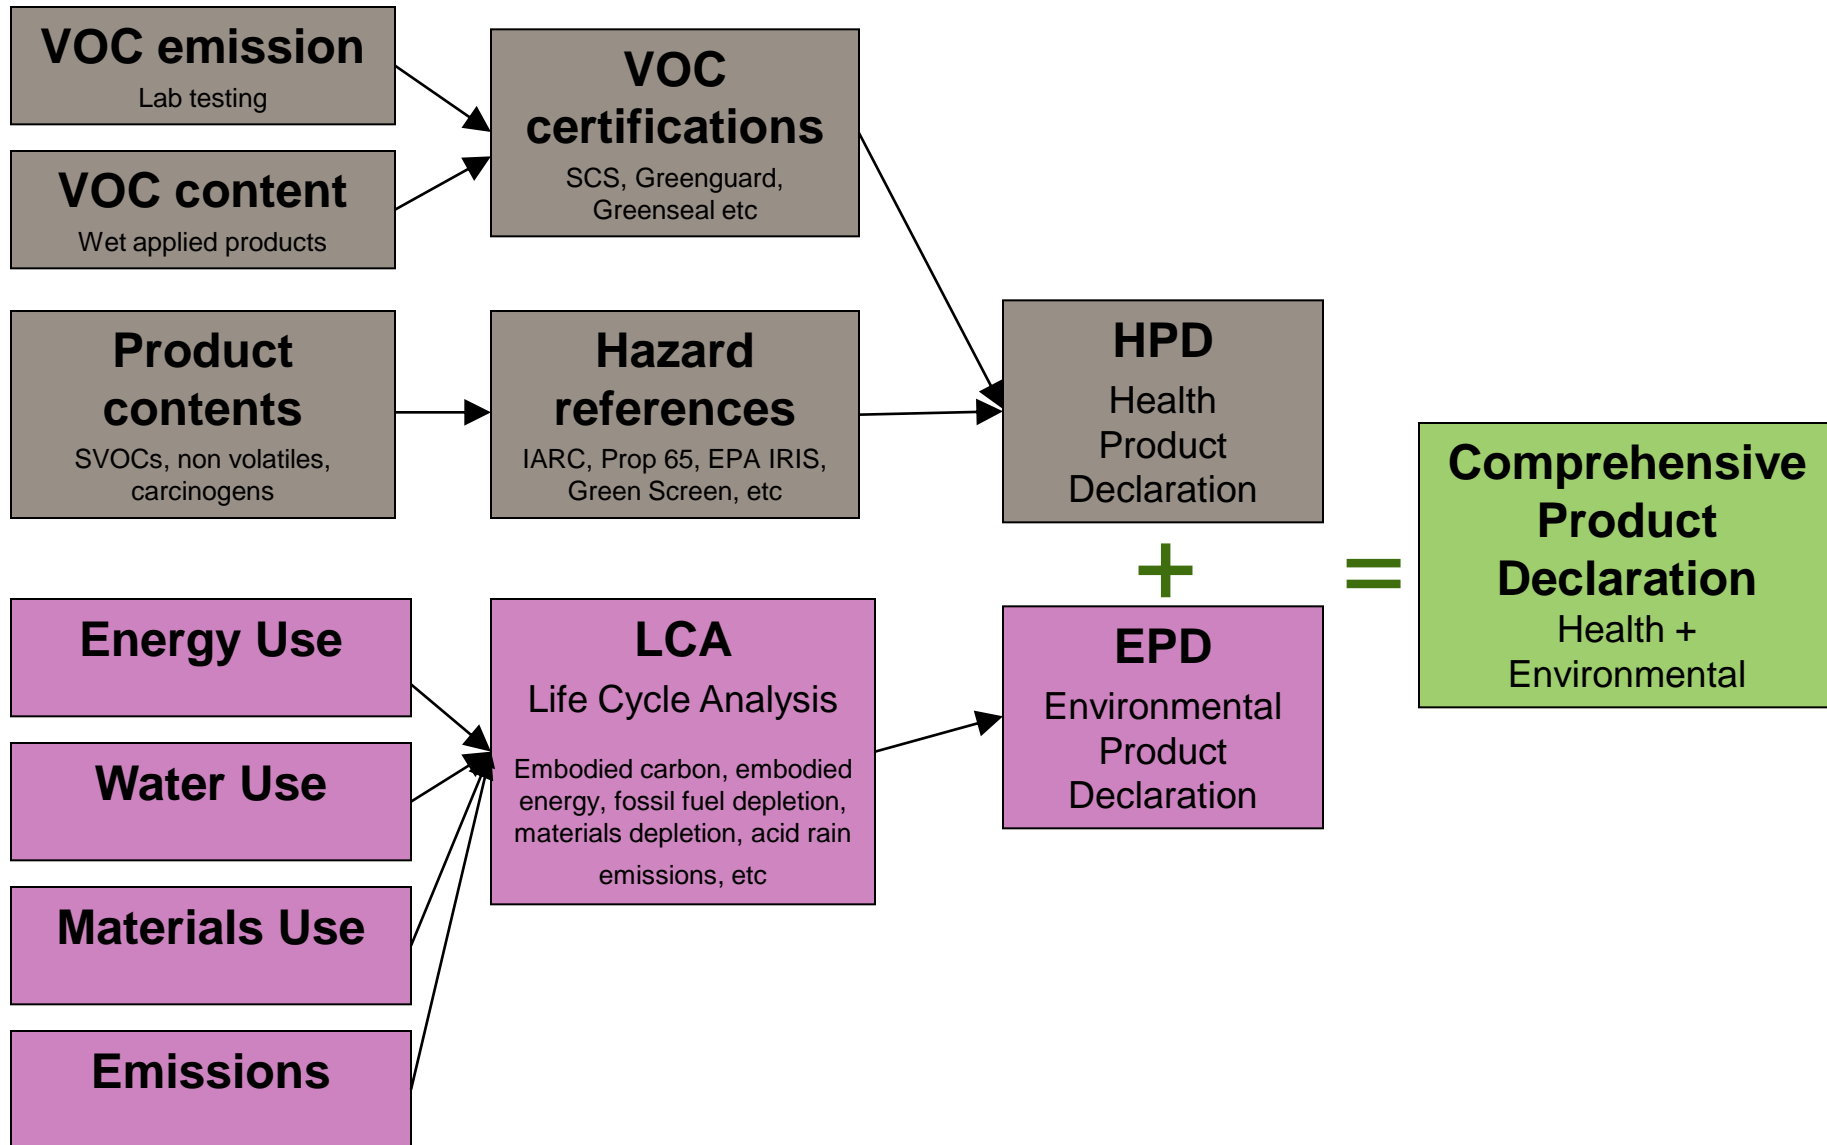 VOC emission
Lab testing
VOC content
Wet applied products
VOC
certifications
SCS, Greenguard,
Greenseal etc
Product
contents
SVOCs, non volatiles,
carcinogens
Hazard
references
IARC, Prop 65, EPA IRIS,
Green Screen, etc
HPD
Health
Product
Declaration
+
=
Comprehensive
Product
Declaration
Health +
Environmental
Energy Use
Water Use
Materials Use
Emissions
LCA
Life Cycle Analysis
Embodied carbon, embodied
energy, fossil fuel depletion,
materials depletion, acid rain
emissions, etc
EPD
Environmental
Product
Declaration